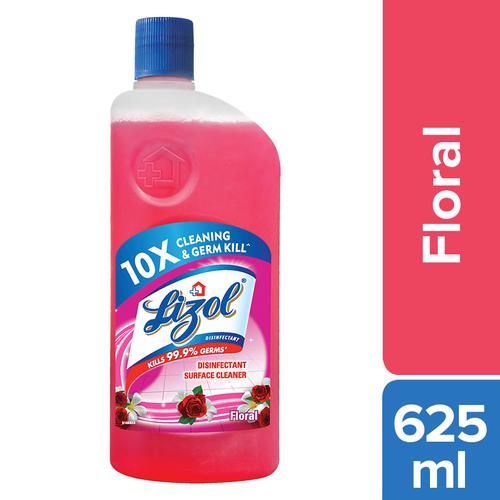 10X CLEANING
& GERM KILL^
Lizol®
DISINFECTANT
KILLS 99.9% GERMS*
DISINFECTANT
SURFACE CLEANER
Floral
Floral
625
ml